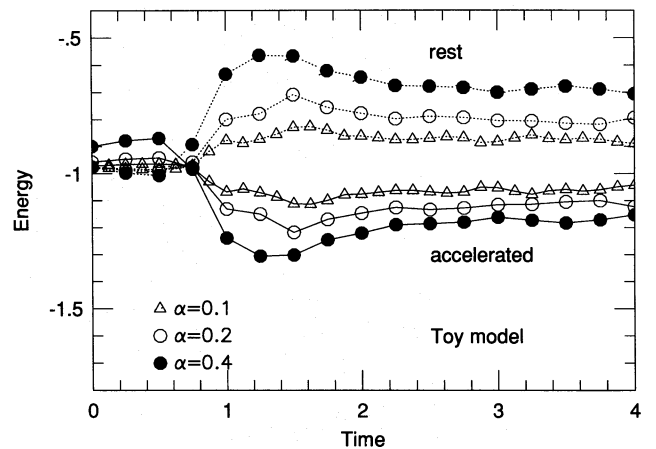 -.5
rest
-1
Energy
accelerated
-1.5
α=0.1
α=0.2
Toy model
α=0.4
0 1 2 3 4
Time